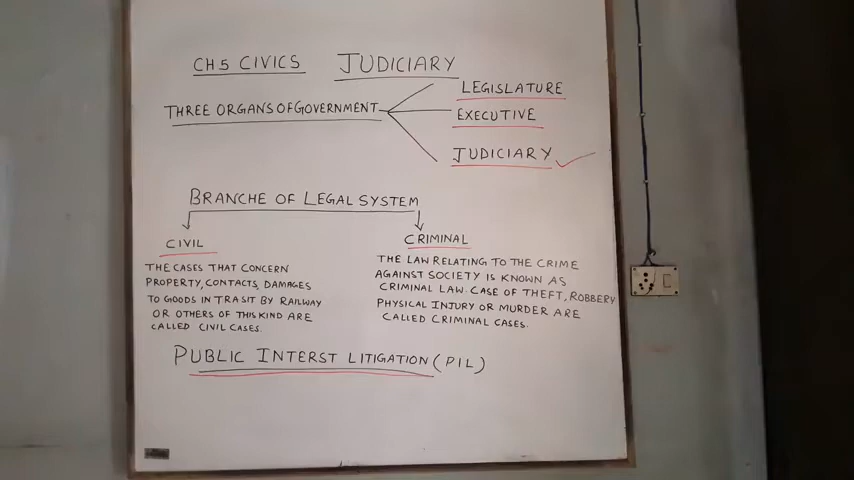 CH 5 CIVICS JUDICIARY
THREE ORGANS OF GOVERNMENT
LEGISLATURE
EXECUTIVE
JUDICIARY
BRANCHE OF LEGAL SYSTEM
CIVIL
THE CASES THAT CONCERN
PROPERTY, CONTACTS, DAMAGES
TO GOODS IN TRASIT BY RAILWAY
OR OTHERS OF THIS KIND ARE
CALLED CIVIL CASES.
CRIMINAL
THE LAW RELATING TO THE CRIME
AGAINST SOCIETY IS KNOWN AS
CRIMINAL LAW. CASE OF THEFT, ROBBERY
PHYSICAL INJURY OR MURDER ARE
CALLED CRIMINAL CASES.
PUBLIC INTERST LITIGATION (PIL)